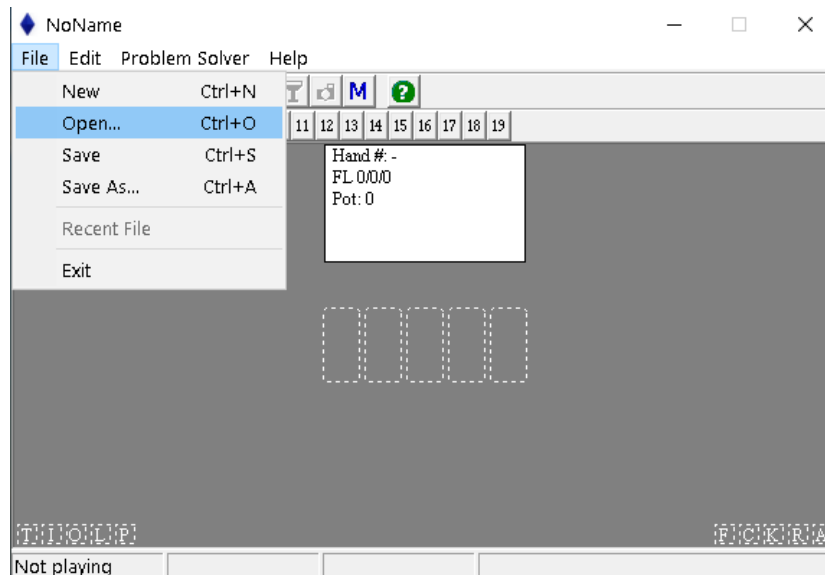 NoName
File Edit Problem Solver Help
New Ctrl+N
Open... Ctrl+O
Save Ctrl+S
Save As... Ctrl+A
Recent File
Exit
M ?
11 12 13 14 15 16 17 18 19
Hand #: -
FL 0/0/0
Pot: 0
T I O L P
F C K R A
Not playing